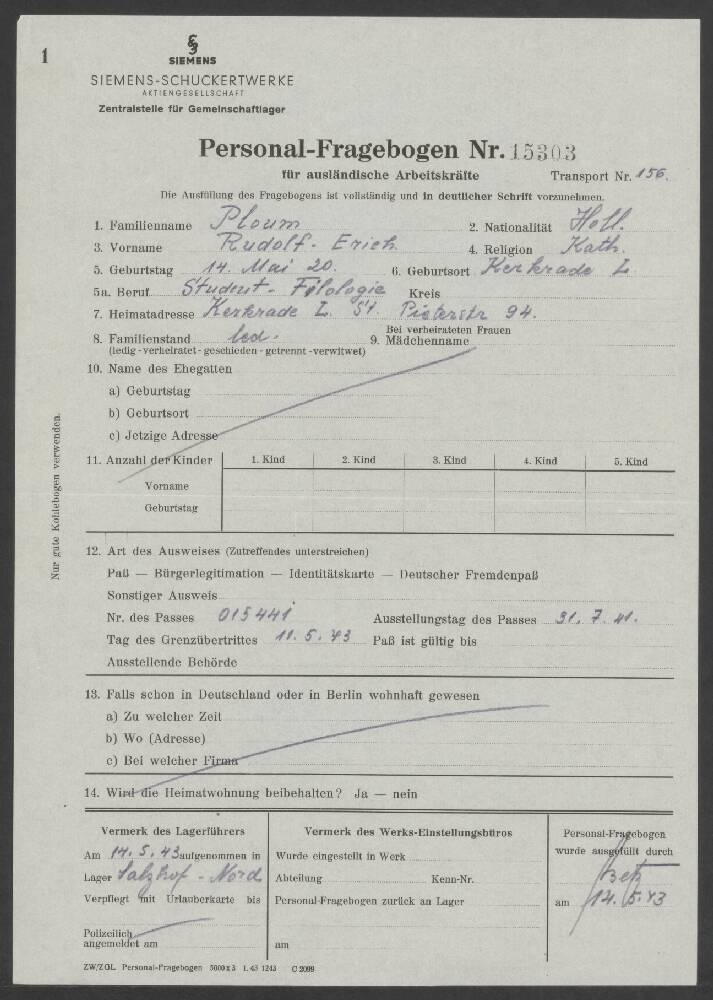 1
SIEMENS
SIEMENS-SCHUCKERTWERKE
AKTIENGESELLSCHAFT
Zentralstelle für Gemeinschaftlager
Personal-Fragebogen Nr. 15303
für ausländische Arbeitskräfte Transport Nr. 156.
Die Ausfüllung des Fragebogens ist vollständig und in deutlicher Schrift vorzunehmen.
1. Familienname Ploum 2. Nationalität Holl.
3. Vorname Rudolf-Erich 4. Religion Kath.
5. Geburtstag 14. Mai 20. 6. Geburtsort Kerkrade L.
5a. Beruf Student-Filologie Kreis
7. Heimatadresse Kerkrade L. St. Pieterstr 94.
8. Familienstand led. Bei verheirateten Frauen
(ledig - verheiratet - geschieden - getrennt - verwitwet) 9. Mädchenname
10. Name des Ehegatten
a) Geburtstag
b) Geburtsort
c) Jetzige Adresse
11. Anzahl der Kinder 1. Kind 2. Kind 3. Kind 4. Kind 5. Kind
Vorname
Geburtstag
12. Art des Ausweises (Zutreffendes unterstreichen)
Paß — Bürgerlegitimation — Identitätskarte — Deutscher Fremdenpaß
Sonstiger Ausweis
Nr. des Passes 015441 Ausstellungstag des Passes 31. 7. 41.
Tag des Grenzübertrittes 11. 5. 43 Paß ist gültig bis
Ausstellende Behörde
13. Falls schon in Deutschland oder in Berlin wohnhaft gewesen
a) Zu welcher Zeit
b) Wo (Adresse)
c) Bei welcher Firma
14. Wird die Heimatwohnung beibehalten? Ja — nein
Vermerk des Lagerführers
Am 14. 5. 43 aufgenommen in
Lager Salzhof - Nord
Verpflegt mit Urlauberkarte bis
Polizeilich
angemeldet am
Vermerk des Werks-Einstellungsbüros
Wurde eingestellt in Werk
Abteilung Kenn-Nr.
Personal-Fragebogen zurück an Lager
am
Personal-Fragebogen
wurde ausgefüllt durch
am 14. 5. 43
ZW/ZGL Personal-Fragebogen 5000x3 1. 43 1243 C 2099
Nur gute Kohlebogen verwenden.